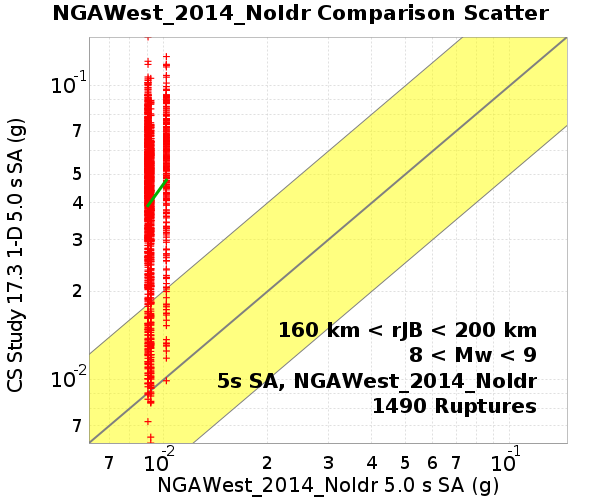 NGAWest_2014_NoIdr Comparison Scatter
CS Study 17.3 1-D 5.0 s SA (g)
10-1
7
5
4
3
2
10-2
7
160 km < rJB < 200 km
8 < Mw < 9
5s SA, NGAWest_2014_NoIdr
1490 Ruptures
7 10-2 2 3 4 5 6 7 10-1
NGAWest_2014_NoIdr 5.0 s SA (g)